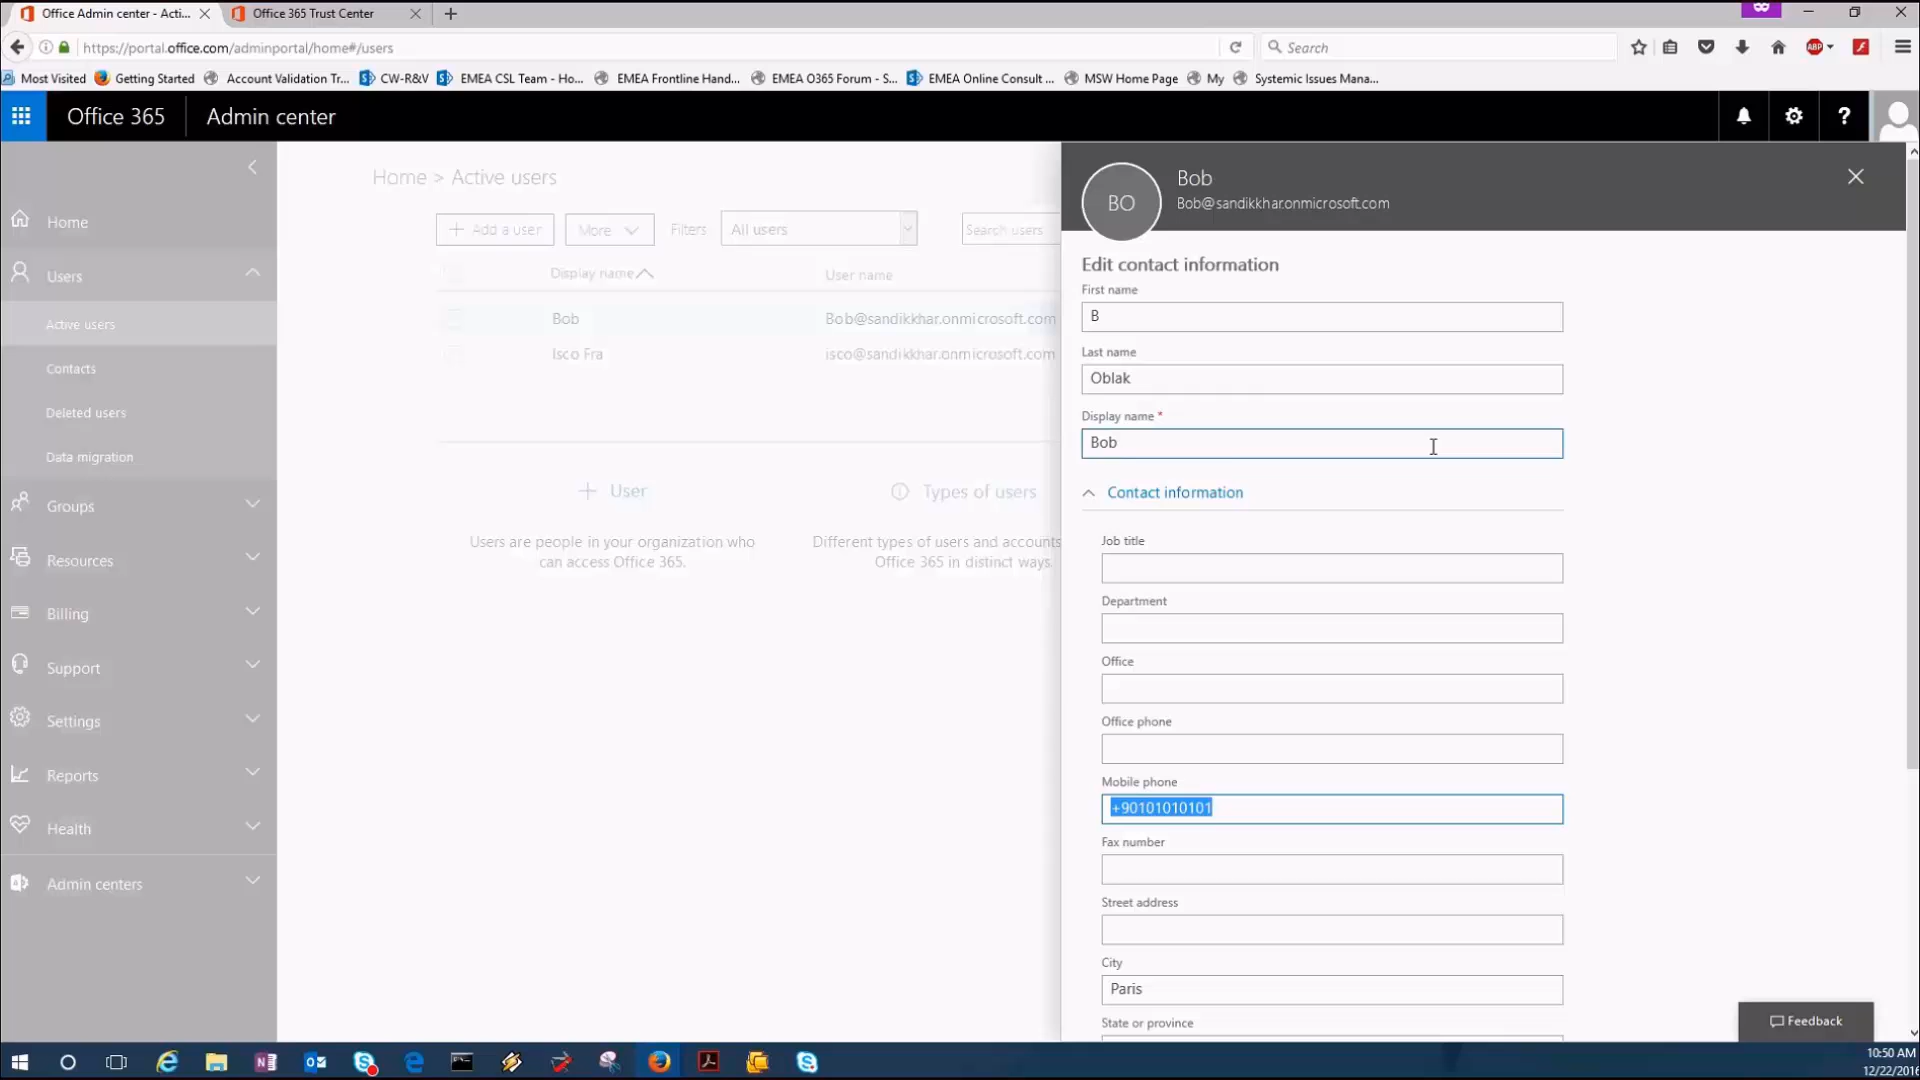 Office Admin center - Acti...
Office 365 Trust Center
https://portal.office.com/adminportal/home#/users
Search
ABP
Most Visited
Getting Started
Account Validation Tr...
CW-R&V
EMEA CSL Team - Ho...
EMEA Frontline Hand...
EMEA O365 Forum - S...
EMEA Online Consult ...
MSW Home Page
My
Systemic Issues Mana...
Office 365
Admin center
?
Home
Users
Active users
Contacts
Deleted users
Data migration
Groups
Resources
Billing
Support
Settings
Reports
Health
Admin centers
Home > Active users
Add a user
More
Filters
All users
Search users
Display name
User name
Bob
Bob@sandikkhar.onmicrosoft.com
Isco Fra
isco@sandikkhar.onmicrosoft.com
User
Users are people in your organization who
can access Office 365.
Types of users
Different types of users and accounts
Office 365 in distinct ways.
BO
Bob
Bob@sandikkhar.onmicrosoft.com
Edit contact information
First name
B
Last name
Oblak
Display name *
Bob
Contact information
Job title
Department
Office
Office phone
Mobile phone
+90101010101
Fax number
Street address
City
Paris
State or province
Feedback
10:50 AM
12/22/2016